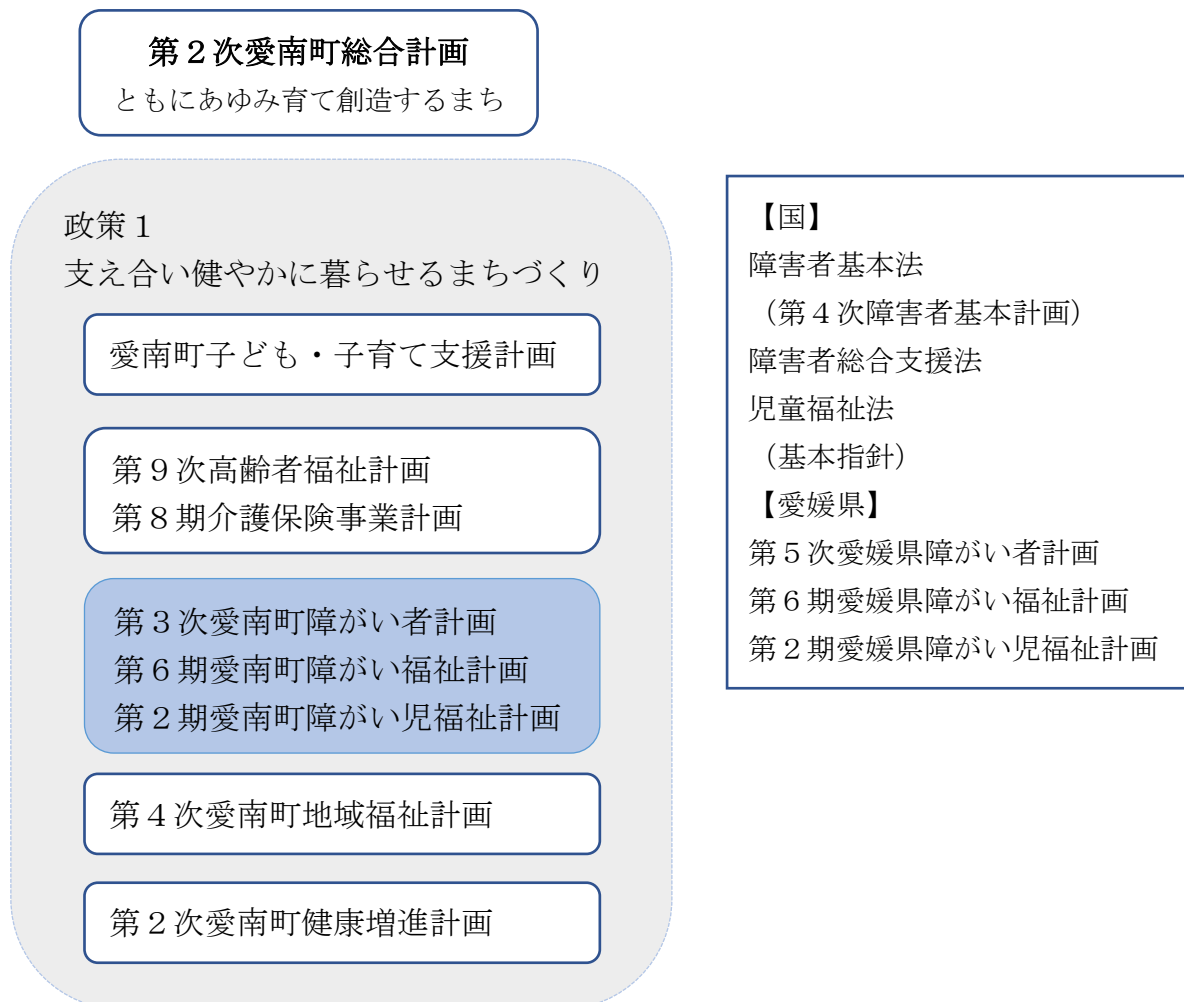 第２次愛南町総合計画
ともにあゆみ育て創造するまち
政策１
支え合い健やかに暮らせるまちづくり
愛南町子ども・子育て支援計画
第９次高齢者福祉計画
第８期介護保険事業計画
第３次愛南町障がい者計画
第６期愛南町障がい福祉計画
第２期愛南町障がい児福祉計画
第４次愛南町地域福祉計画
第２次愛南町健康増進計画
【国】
障害者基本法
（第４次障害者基本計画）
障害者総合支援法
児童福祉法
（基本指針）
【愛媛県】
第５次愛媛県障がい者計画
第６期愛媛県障がい福祉計画
第２期愛媛県障がい児福祉計画